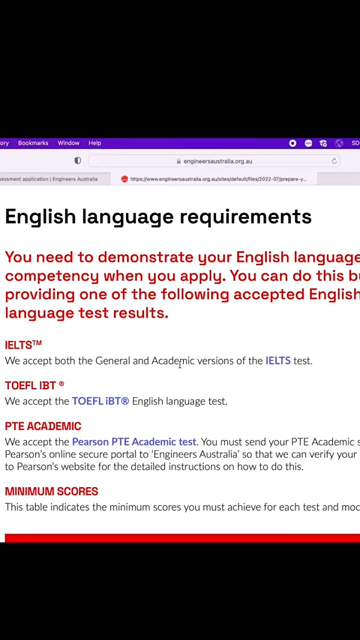 ory Bookmarks Window Help SD
engineersaustralia.org.au
sessment application | Engineers Australia https://www.engineersaustralia.org.au/sites/default/files/2022-07/prepare-y...
English language requirements
You need to demonstrate your English language
competency when you apply. You can do this b
providing one of the following accepted English
language test results.
IELTS™
We accept both the General and Academic versions of the IELTS test.
TOEFL IBT ®
We accept the TOEFL iBT® English language test.
PTE ACADEMIC
We accept the Pearson PTE Academic test. You must send your PTE Academic s
Pearson's online secure portal to 'Engineers Australia' so that we can verify your
to Pearson's website for the detailed instructions on how to do this.
MINIMUM SCORES
This table indicates the minimum scores you must achieve for each test and mod